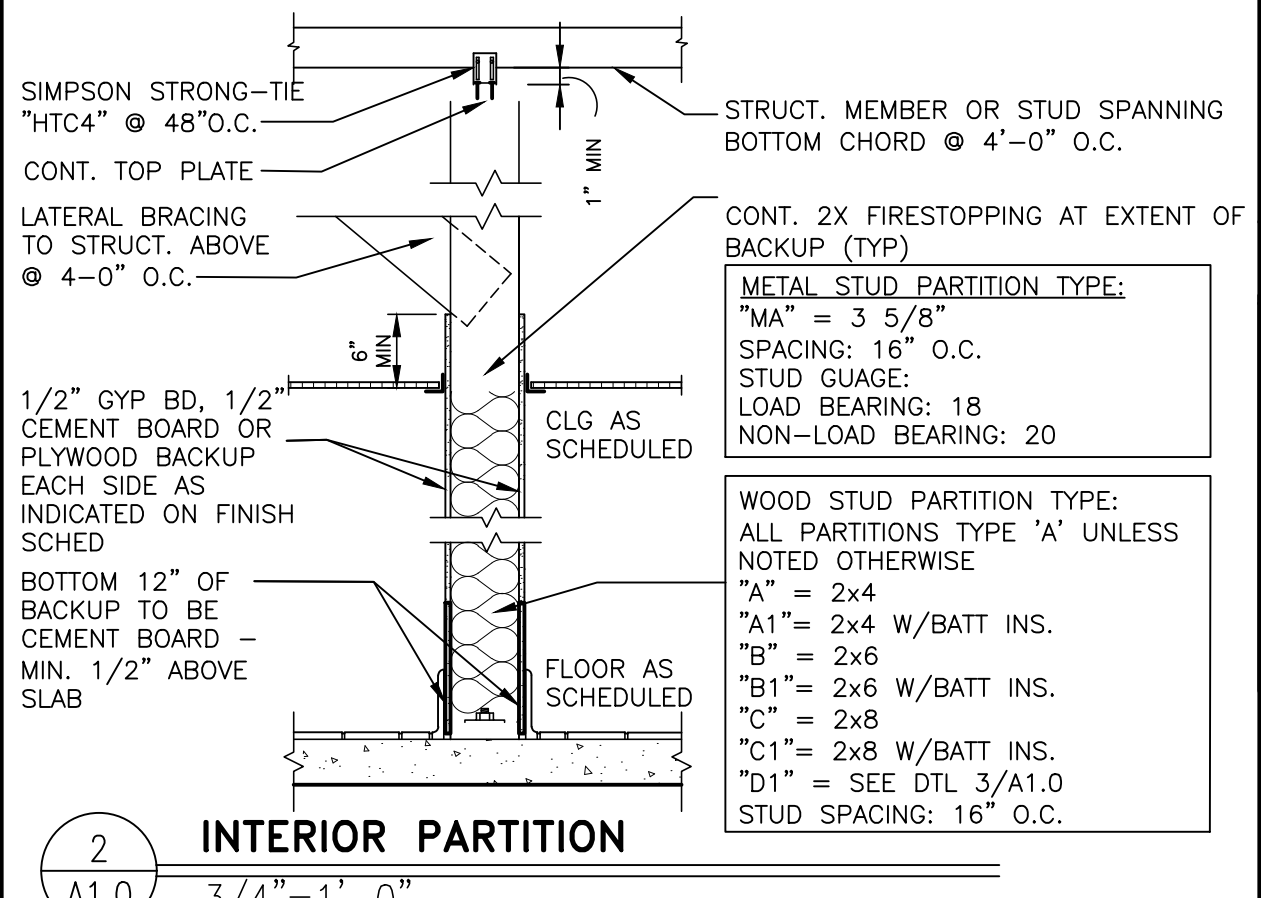 SIMPSON STRONG-TIE
"HTC4" @ 48"O.C.
CONT. TOP PLATE
LATERAL BRACING
TO STRUCT. ABOVE
@ 4-0" O.C.
6"
MIN
1/2" GYP BD, 1/2"
CEMENT BOARD OR
PLYWOOD BACKUP
EACH SIDE AS
INDICATED ON FINISH
SCHED
BOTTOM 12" OF
BACKUP TO BE
CEMENT BOARD -
MIN. 1/2" ABOVE
SLAB
1" MIN
STRUCT. MEMBER OR STUD SPANNING
BOTTOM CHORD @ 4'-0" O.C.
CONT. 2X FIRESTOPPING AT EXTENT OF
BACKUP (TYP)
CLG AS
SCHEDULED
FLOOR AS
SCHEDULED
METAL STUD PARTITION TYPE:
"MA" = 3 5/8"
SPACING: 16" O.C.
STUD GUAGE:
LOAD BEARING: 18
NON-LOAD BEARING: 20
WOOD STUD PARTITION TYPE:
ALL PARTITIONS TYPE 'A' UNLESS
NOTED OTHERWISE
"A" = 2x4
"A1"= 2x4 W/BATT INS.
"B" = 2x6
"B1"= 2x6 W/BATT INS.
"C" = 2x8
"C1"= 2x8 W/BATT INS.
"D1" = SEE DTL 3/A1.0
STUD SPACING: 16" O.C.
2
A1.0
INTERIOR PARTITION
3/4"-1' 0"